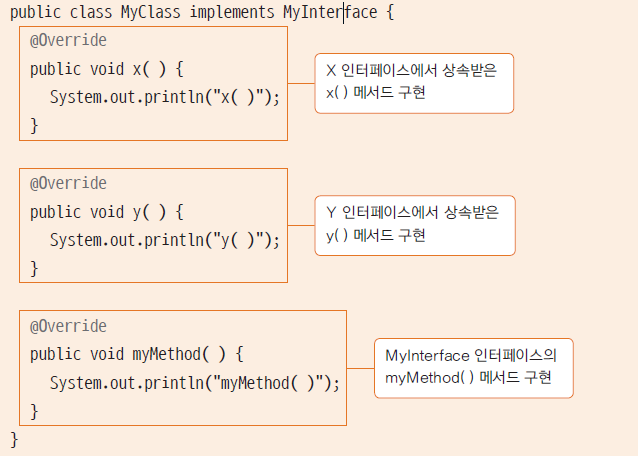 public class MyClass implements MyInterface {
@Override
public void x( ) {
System.out.println("x( )");
}
X 인터페이스에서 상속받은
x( ) 메서드 구현
@Override
public void y( ) {
System.out.println("y( )");
}
Y 인터페이스에서 상속받은
y( ) 메서드 구현
@Override
public void myMethod( ) {
System.out.println("myMethod( )");
}
MyInterface 인터페이스의
myMethod( ) 메서드 구현
}